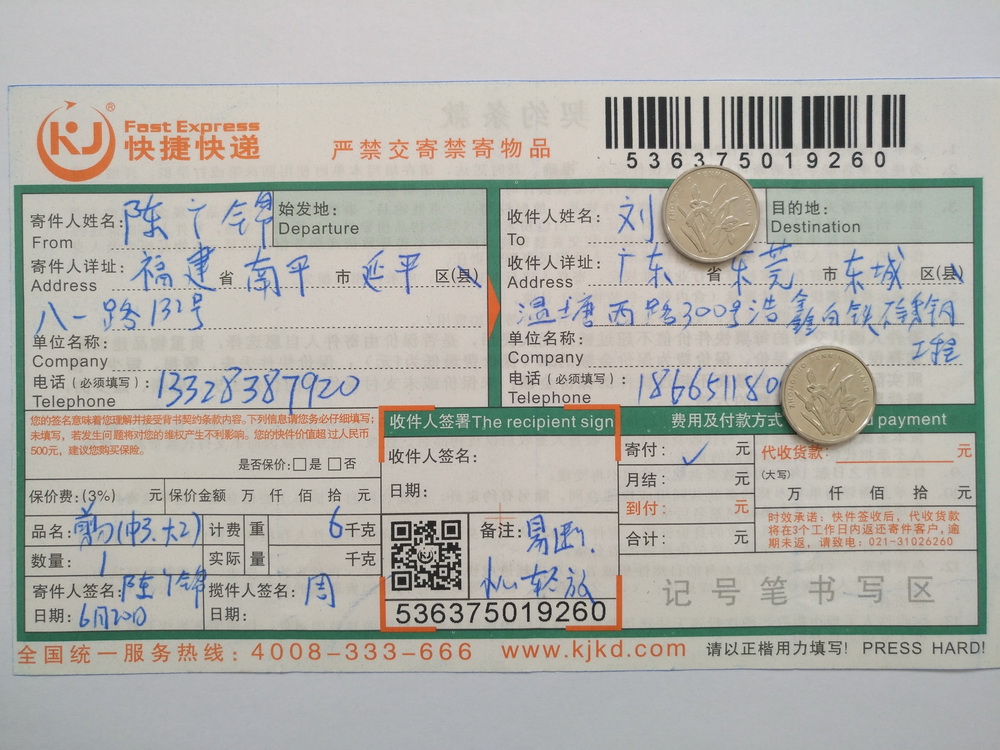 KJ®
Fast Express
快捷快递
严禁交寄禁寄物品
536375019260
寄件人姓名: 陈广锦
From
始发地:
Departure
寄件人详址: 福建 省 南平 市 延平 区(县)
Address
八一路132号
单位名称:
Company
电话(必须填写): 13328387920
Telephone
收件人姓名: 刘
To
目的地:
Destination
收件人详址: 广东 省 东莞 市 东城 区(县)
Address
温塘西路300号浩鑫白铁
工程
单位名称:
Company
电话(必须填写): 186651180
Telephone
您的签名意味着您理解并接受背书契约条款内容。下列信息请您务必仔细填写;
未填写,若发生问题将对您的维权产生不利影响。您的快件价值超过人民币
500元,建议您购买保险。
是否保价: □是 □否
保价费:(3%) 元 保价金额 万 仟 佰 拾 元
品名: 剪刀(中3.大2) 计费重 6千克
数量: 1 实际量 千克
寄件人签名: 陈广锦
日期: 6月20日
揽件人签名: 周
日期:
收件人签署The recipient sign
收件人签名:
日期:
备注: 易断.
轻放
536375019260
费用及付款方式 payment
寄付: ✓ 元
月结: 元
到付: 元
合计: 元
代收货款: 元
(大写)
万 仟 佰 拾 元
时效承诺: 快件签收后,代收货款
将在3个工作日内返还寄件客户,逾
期未返,请致电: 021-31026260
记号笔书写区
全国统一服务热线: 4008-333-666 www.kjkd.com 请以正楷用力填写! PRESS HARD!